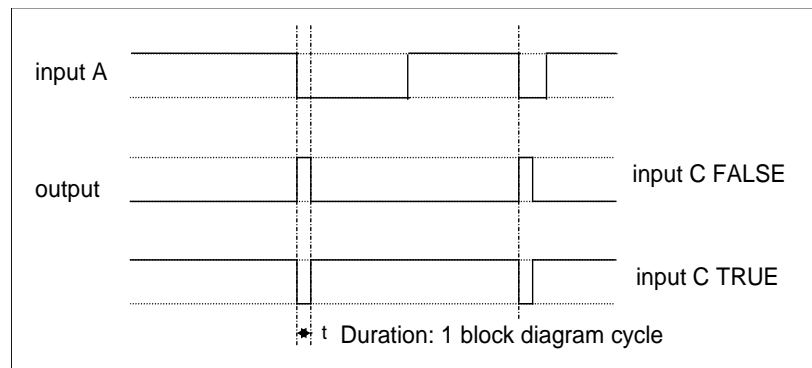 input A
input C FALSE
output
input C TRUE
t Duration: 1 block diagram cycle